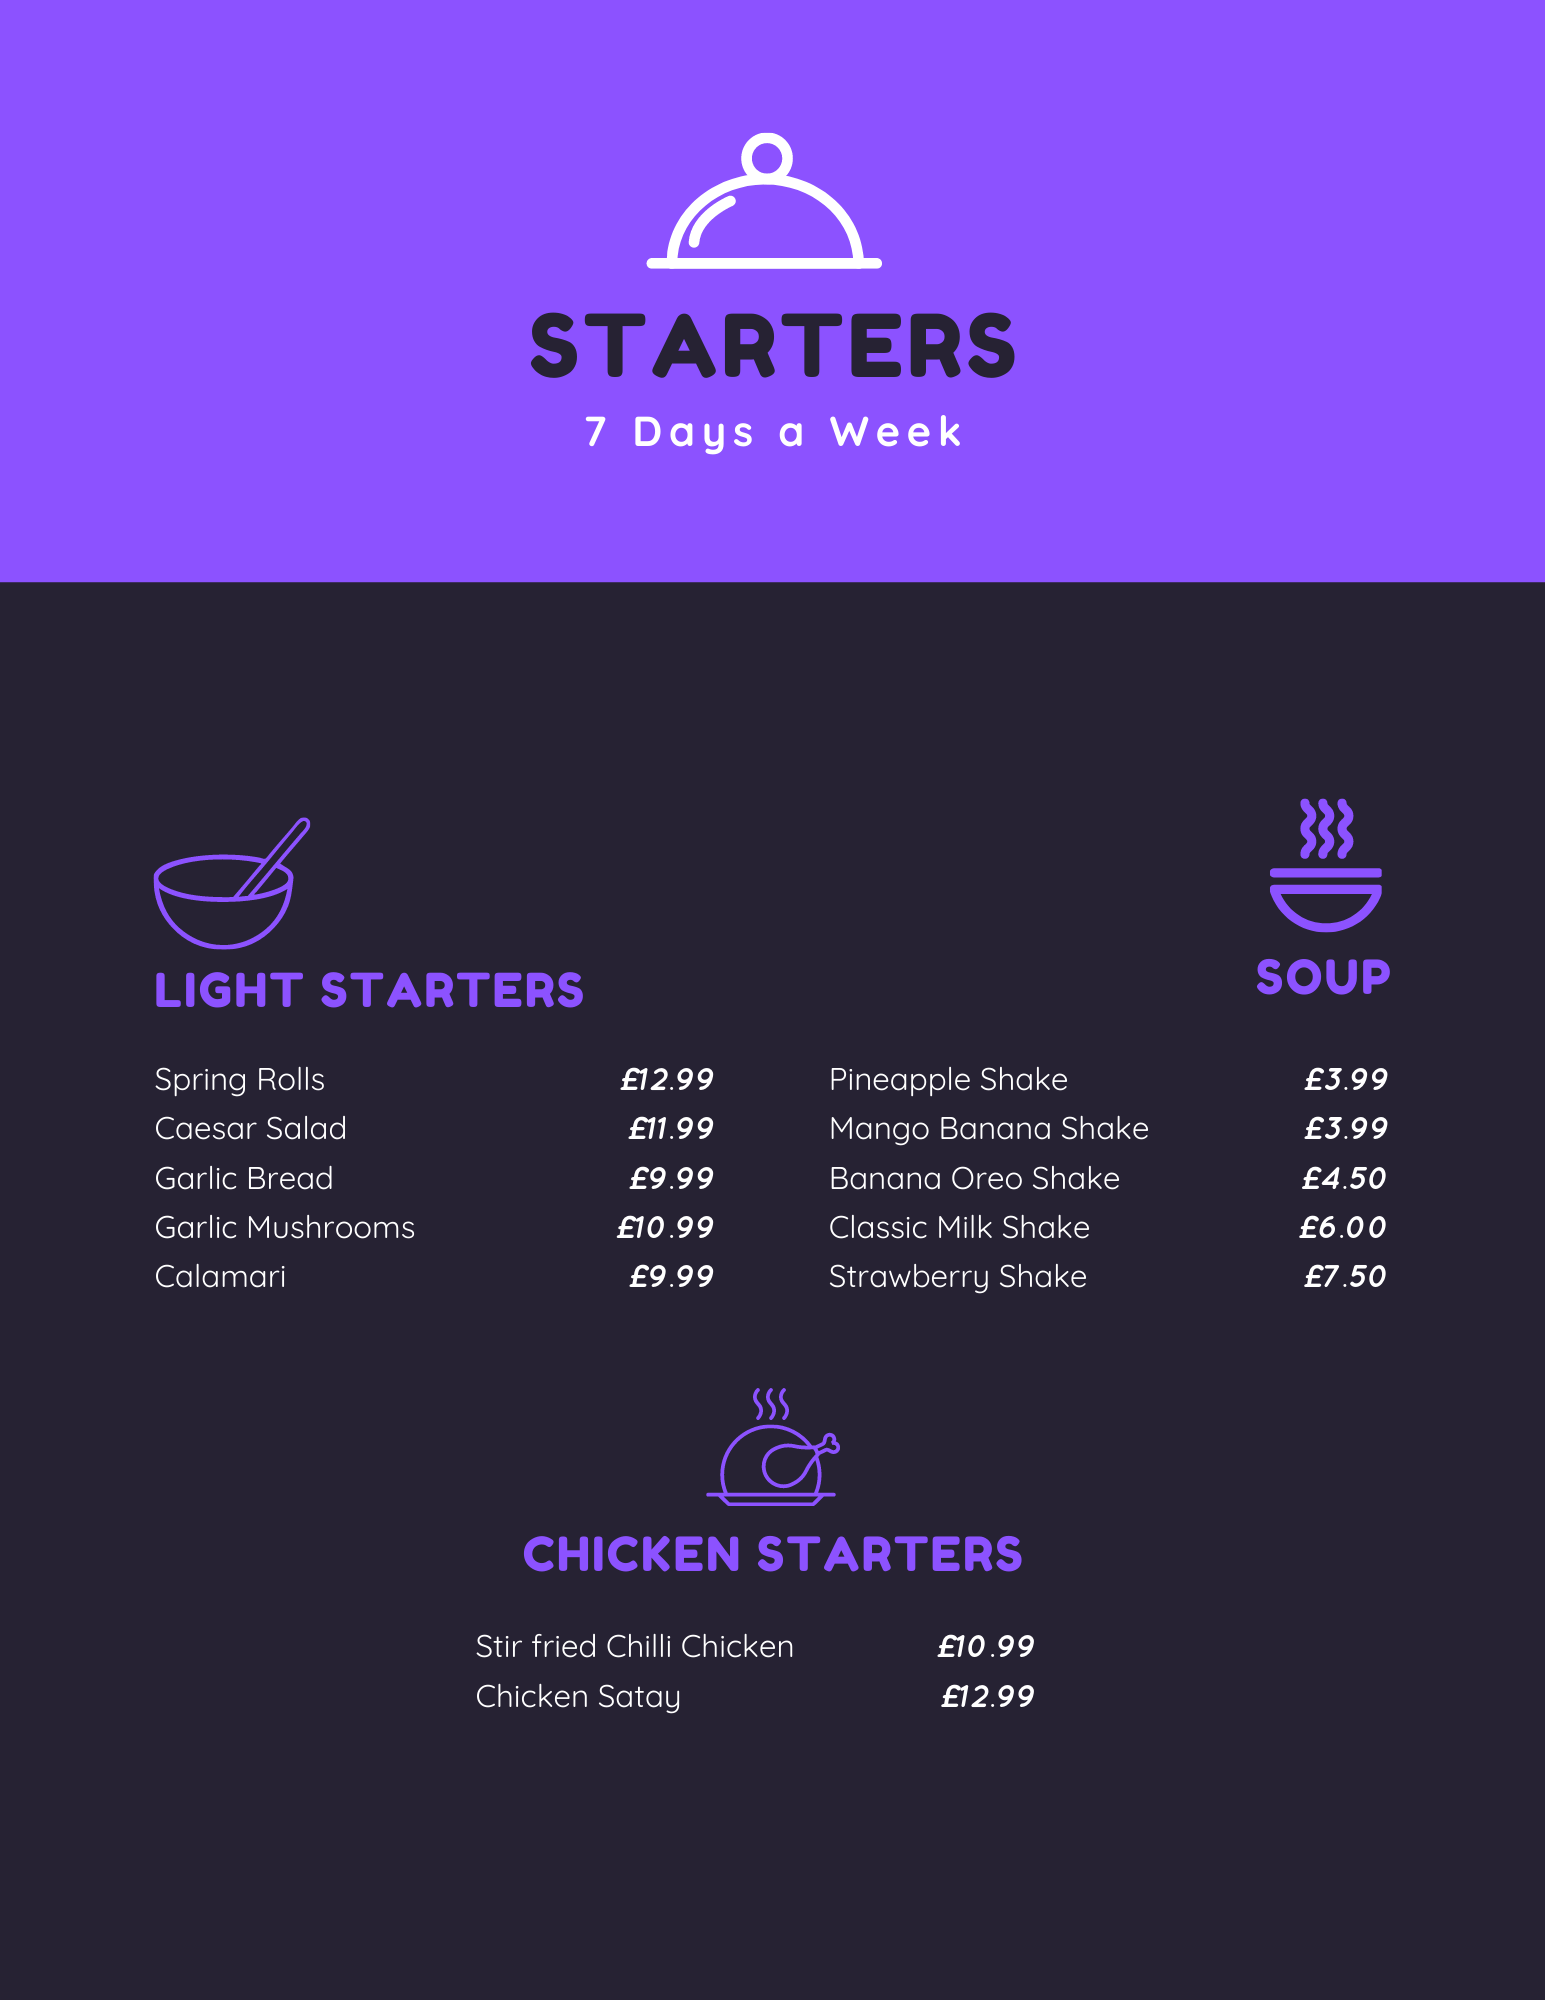 STARTERS
7 Days a Week
LIGHT STARTERS
Spring Rolls £12.99
Caesar Salad £11.99
Garlic Bread £9.99
Garlic Mushrooms £10.99
Calamari £9.99
SOUP
Pineapple Shake £3.99
Mango Banana Shake £3.99
Banana Oreo Shake £4.50
Classic Milk Shake £6.00
Strawberry Shake £7.50
CHICKEN STARTERS
Stir fried Chilli Chicken £10.99
Chicken Satay £12.99